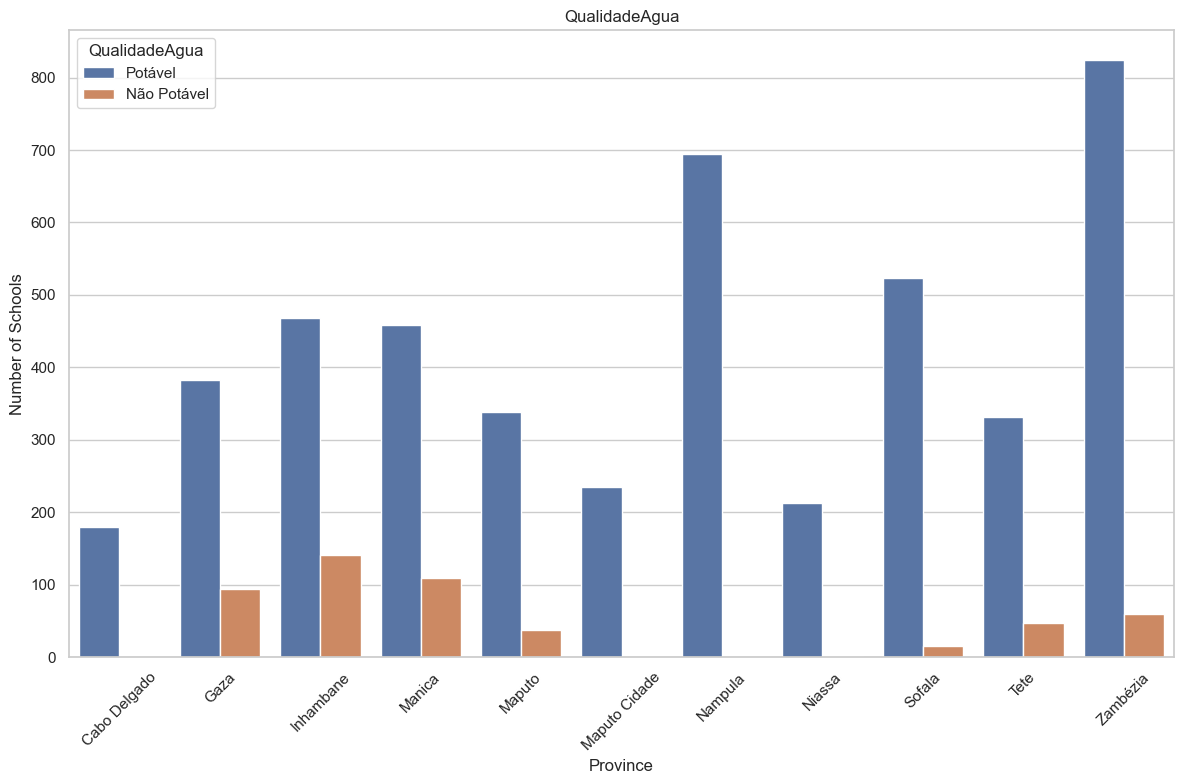 QualidadeAgua
QualidadeAgua
Potável
Não Potável
Number of Schools
800
700
600
500
400
300
200
100
0
Cabo Delgado
Gaza
Inhambane
Manica
Maputo
Maputo Cidade
Nampula
Niassa
Sofala
Tete
Zambézia
Province